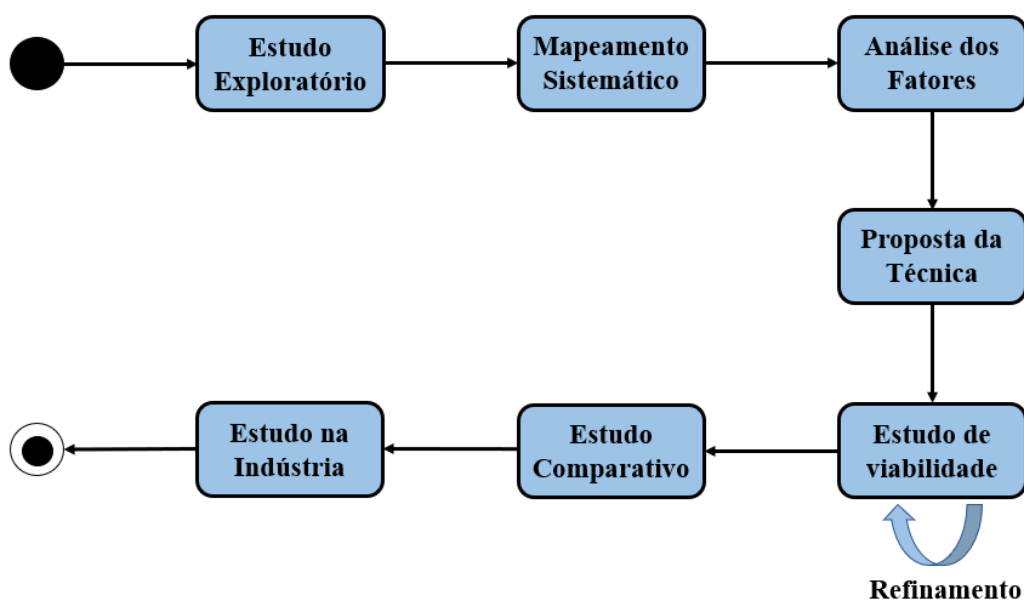 Estudo
Exploratório
Mapeamento
Sistemático
Análise dos
Fatores
Proposta da
Técnica
Estudo de
viabilidade
Refinamento
Estudo
Comparativo
Estudo na
Indústria